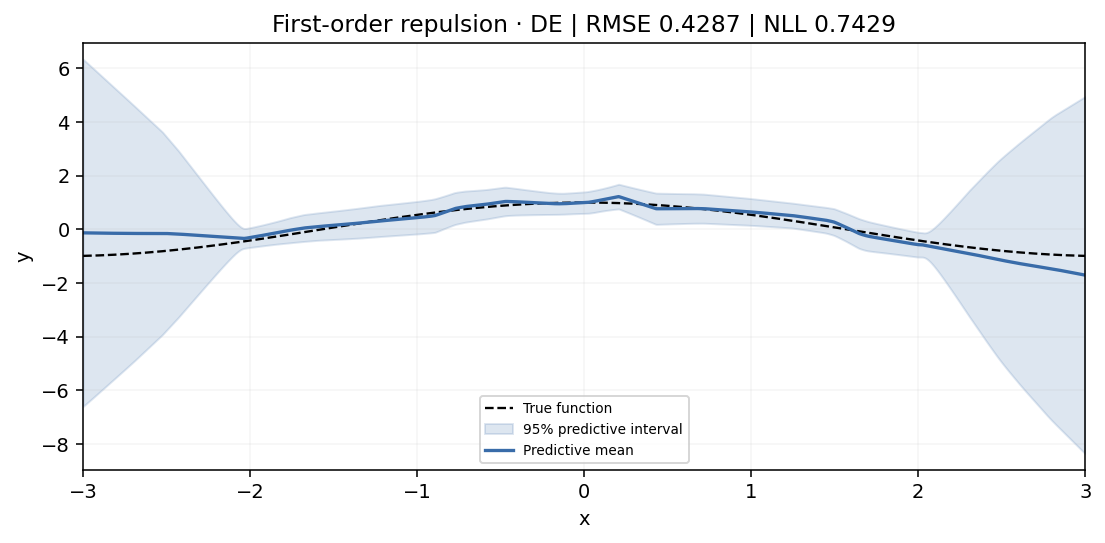 First-order repulsion · DE | RMSE 0.4287 | NLL 0.7429
6
4
2
0
−2
−4
−6
−8
y
True function
95% predictive interval
Predictive mean
−3
−2
−1
0
1
2
3
x